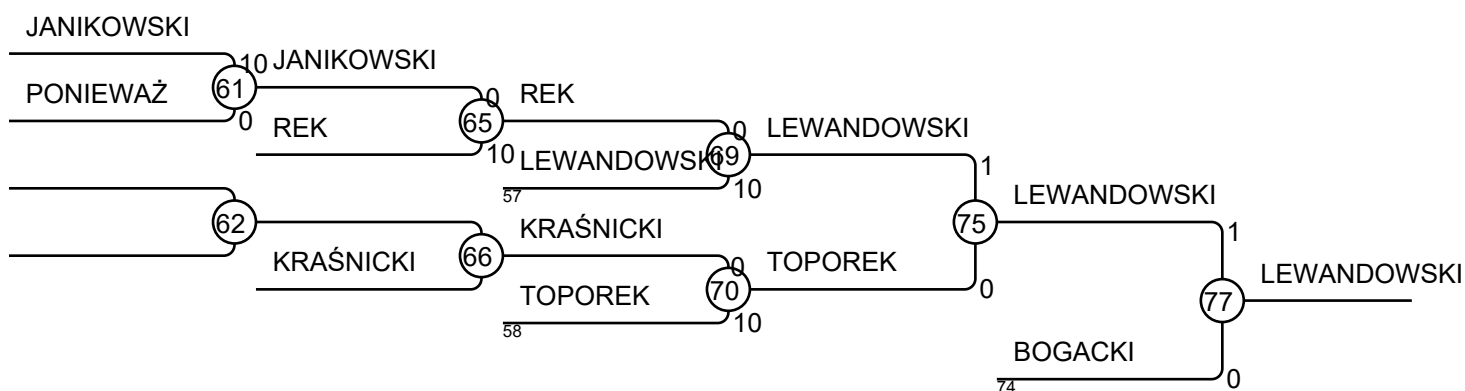 JANIKOWSKI
10 JANIKOWSKI
PONIEWAŻ 61
0 REK
0 REK
65
10
LEWANDOWSKI
57
0 LEWANDOWSKI
69
10
62
KRAŚNICKI
66
KRAŚNICKI
TOPOREK
58
0 TOPOREK
70
10
1 LEWANDOWSKI
75
0
BOGACKI
74
1 LEWANDOWSKI
77
0